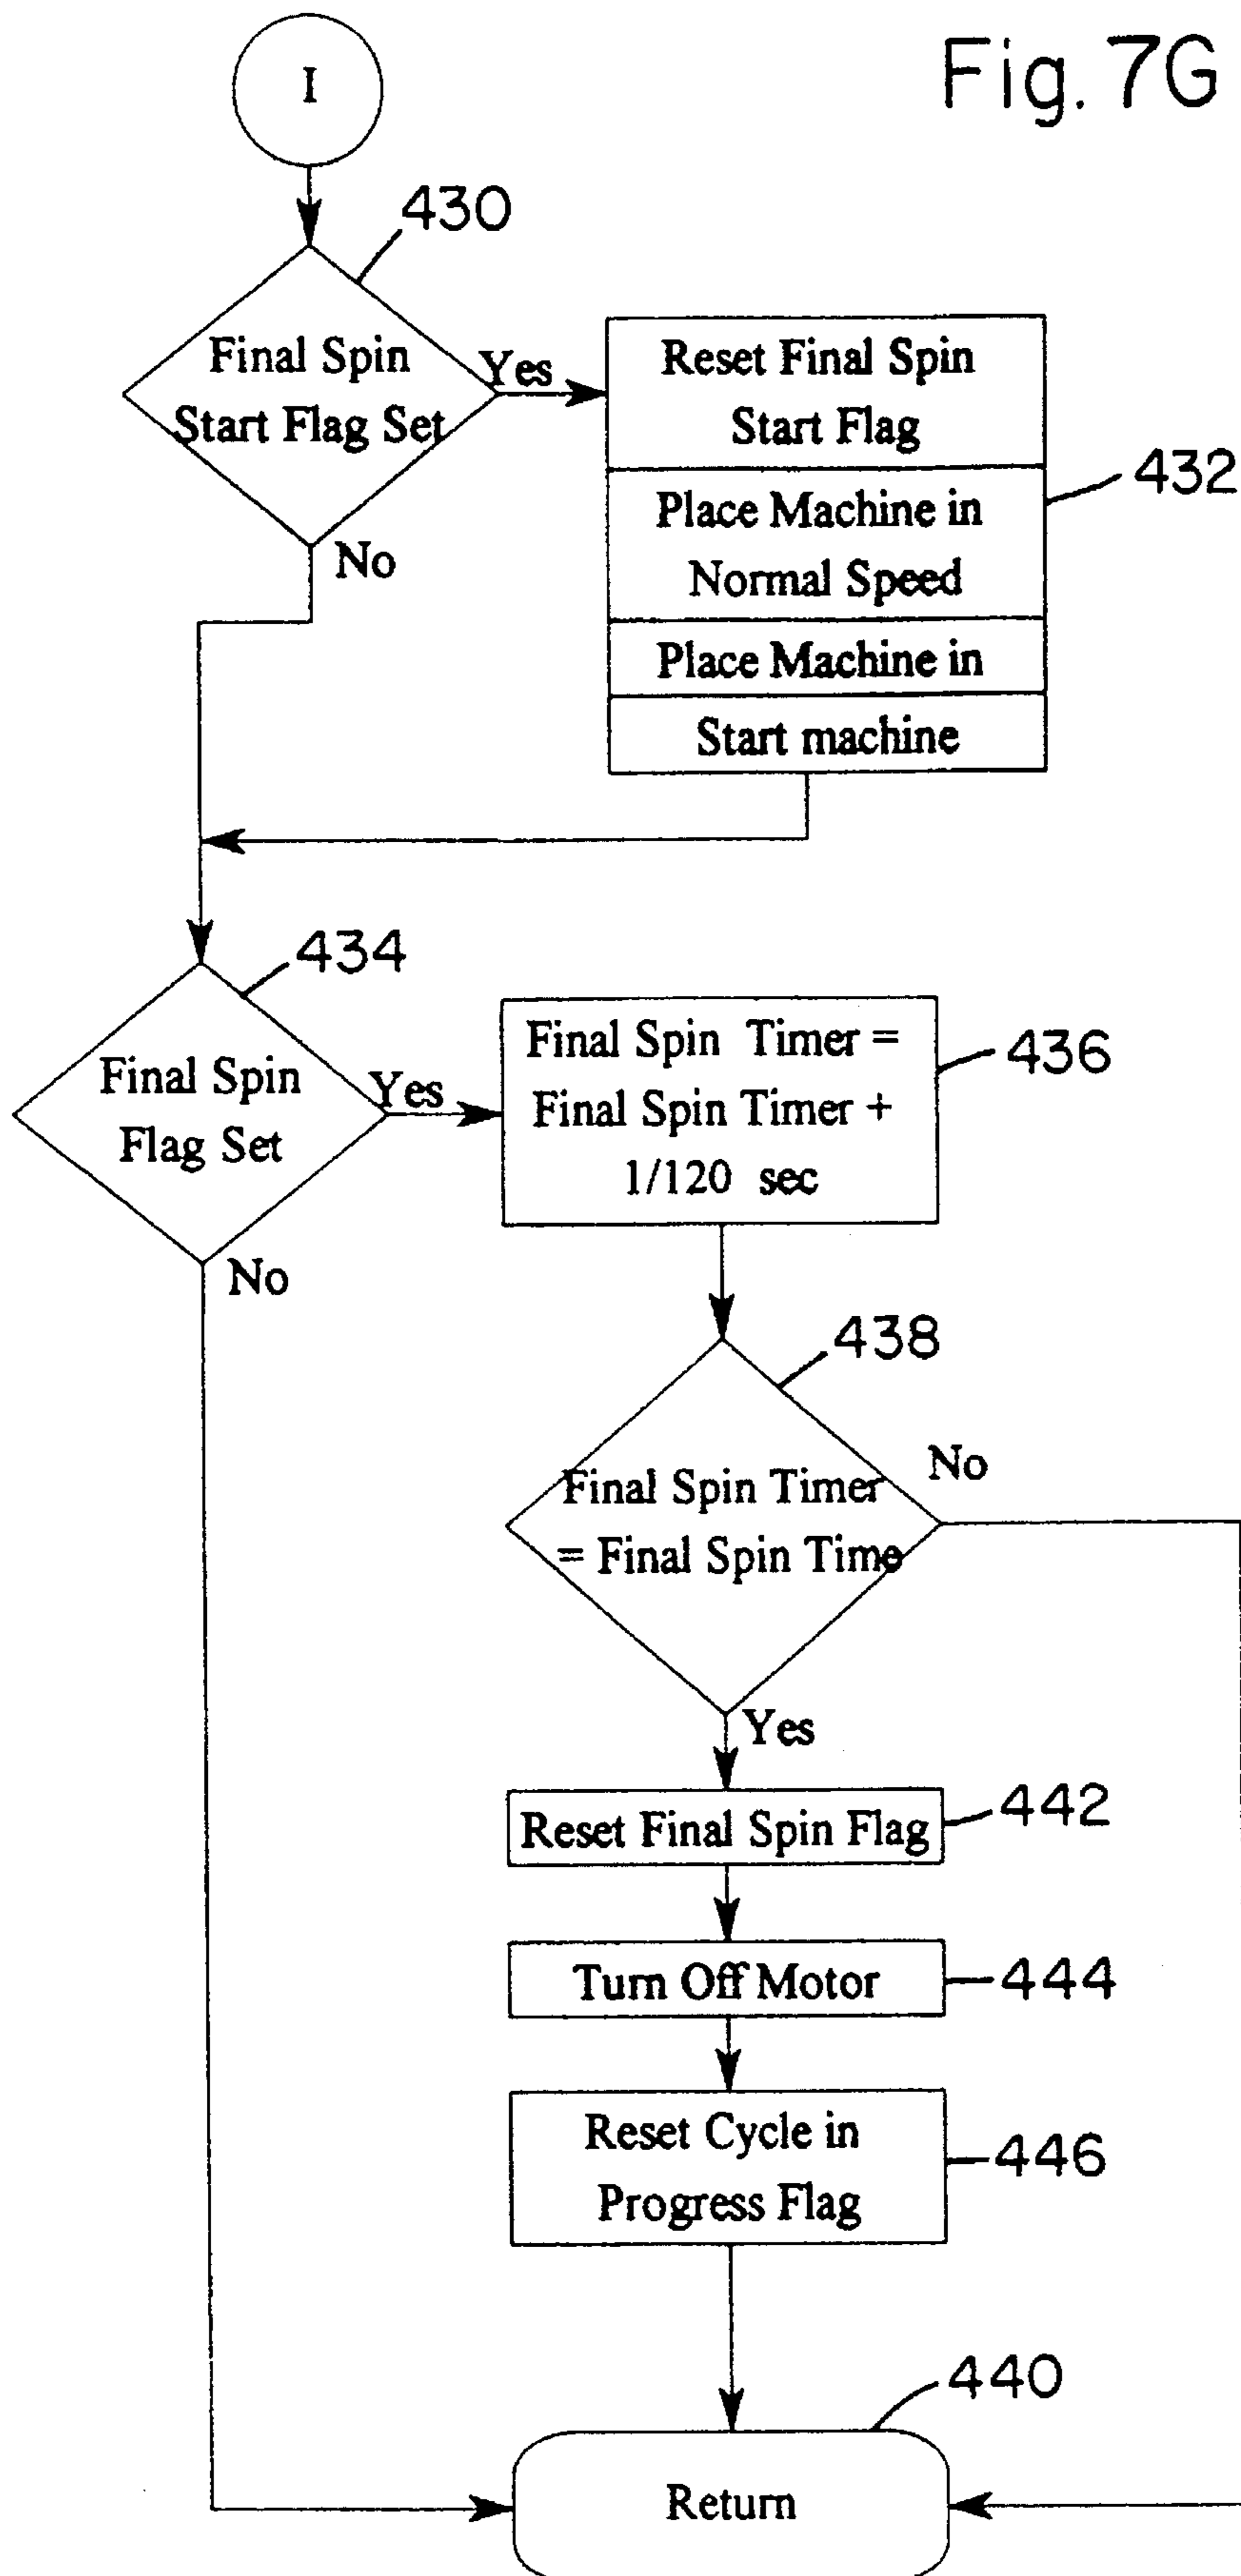 Fig. 7G
I
430
Final Spin
Start Flag Set
Yes
No
Reset Final Spin
Start Flag
Place Machine in
Normal Speed
Place Machine in
Start machine
432
434
Final Spin
Flag Set
Yes
No
Final Spin Timer =
Final Spin Timer +
1/120 sec
436
438
Final Spin Timer
= Final Spin Time
No
Yes
Reset Final Spin Flag
442
Turn Off Motor
444
Reset Cycle in
Progress Flag
446
440
Return